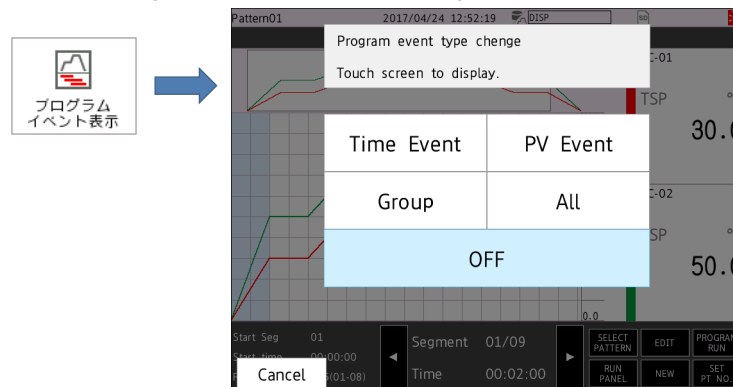 プログラム
イベント表示
Pattern01
2017/04/24 12:52:19
DISP
Program event type chenge
Touch screen to display.
Time Event
PV Event
Group
All
OFF
Cancel
-01
TSP
30.
-02
SP
50.
0.0
Start Seg 01
Start time 00:00:00
(01-08)
Segment 01/09
Time 00:02:00
SELECT
PATTERN
EDIT
PROGRAM
RUN
RUN
PANEL
NEW
SET
PT NO.